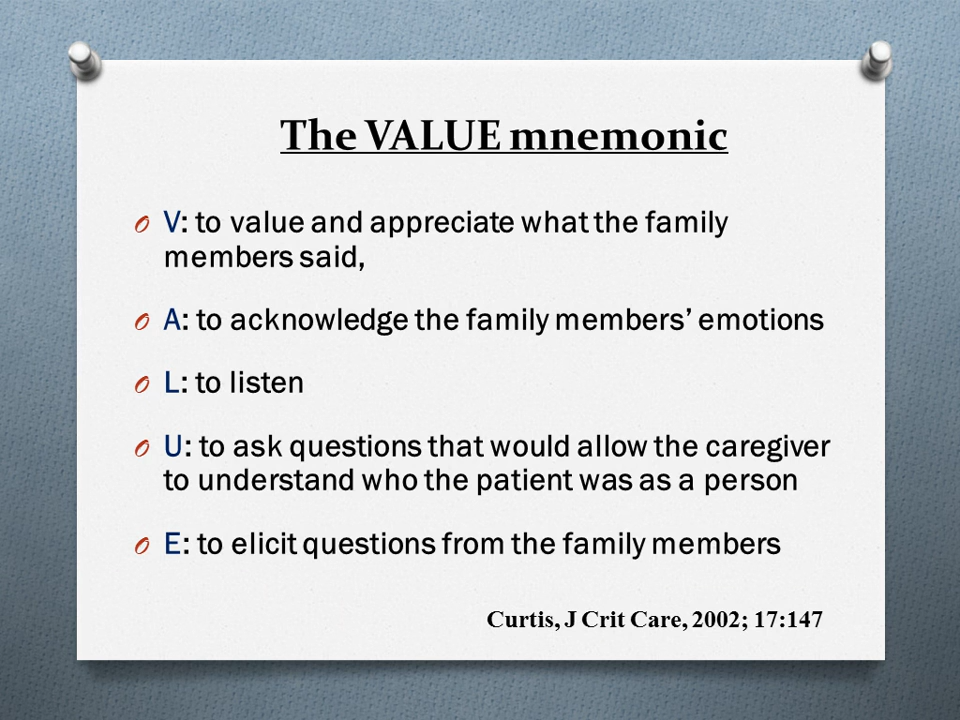 The VALUE mnemonic
V: to value and appreciate what the family
members said,
A: to acknowledge the family members’ emotions
L: to listen
U: to ask questions that would allow the caregiver
to understand who the patient was as a person
E: to elicit questions from the family members
Curtis, J Crit Care, 2002; 17:147